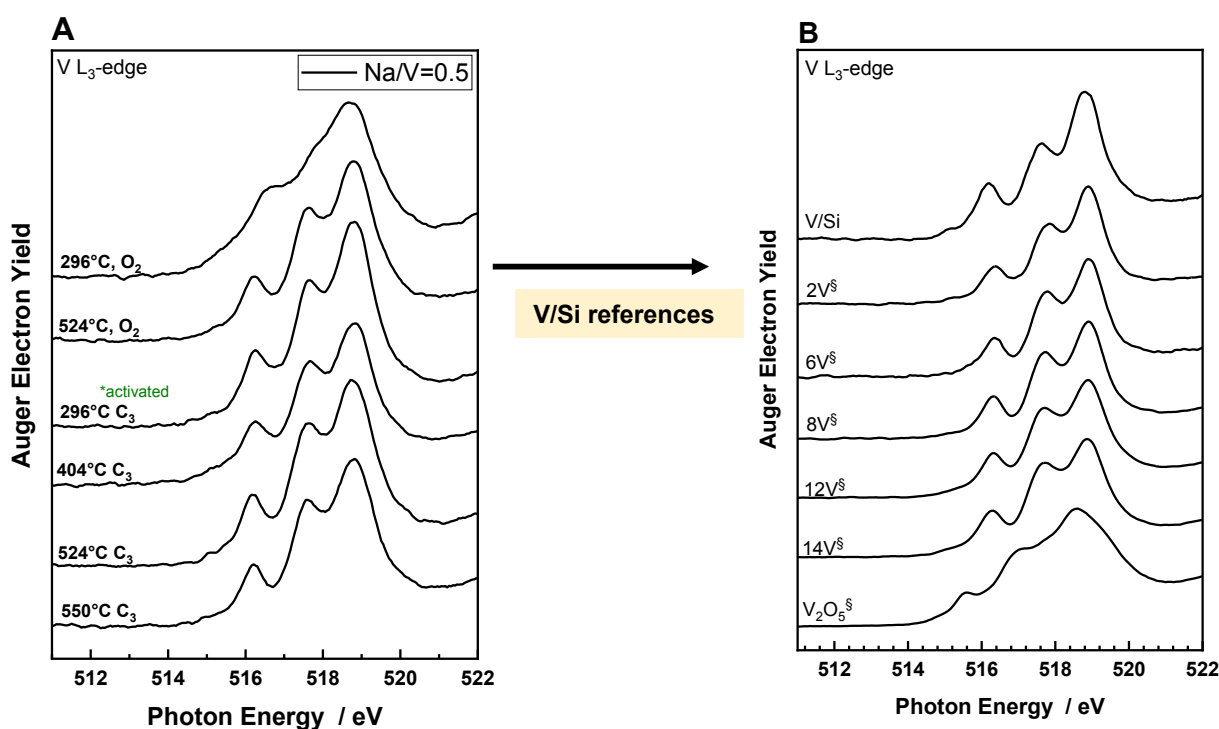 A
V L₃-edge
Na/V=0.5
296°C, O₂
524°C, O₂
*activated
296°C C₃
404°C C₃
524°C C₃
550°C C₃
Auger Electron Yield
512 514 516 518 520 522
Photon Energy / eV
V/Si references
B
V L₃-edge
V/Si
2V§
6V§
8V§
12V§
14V§
V₂O₅§
Auger Electron Yield
512 514 516 518 520 522
Photon Energy / eV